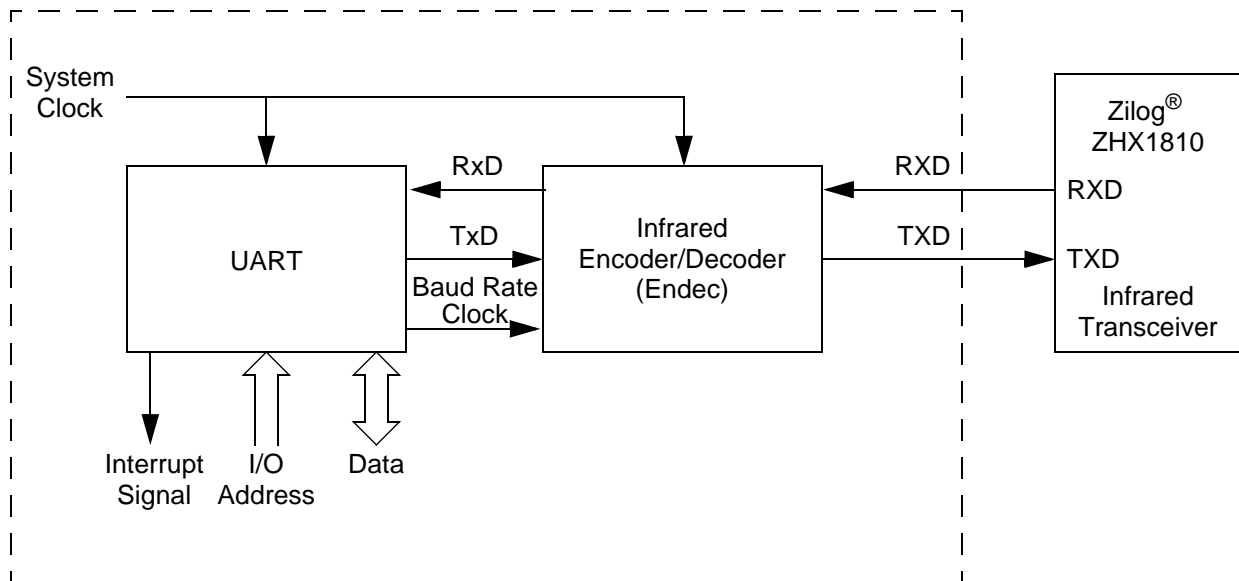 System
Clock
Zilog®
ZHX1810
RxD
RXD
RXD
UART
TxD
Infrared
Encoder/Decoder
(Endec)
TXD
TXD
Baud Rate
Clock
Infrared
Transceiver
Interrupt
Signal
I/O
Address
Data